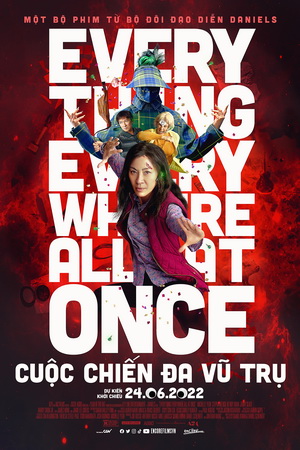 MỘT BỘ PHIM TỪ BỘ ĐÔI ĐẠO DIỄN DANIELS
EVERY
THING
EVERY
WHERE
ALL AT
ONCE
CUỘC CHIẾN ĐA VŨ TRỤ
DỰ KIẾN
KHỞI CHIẾU 24.06.2022